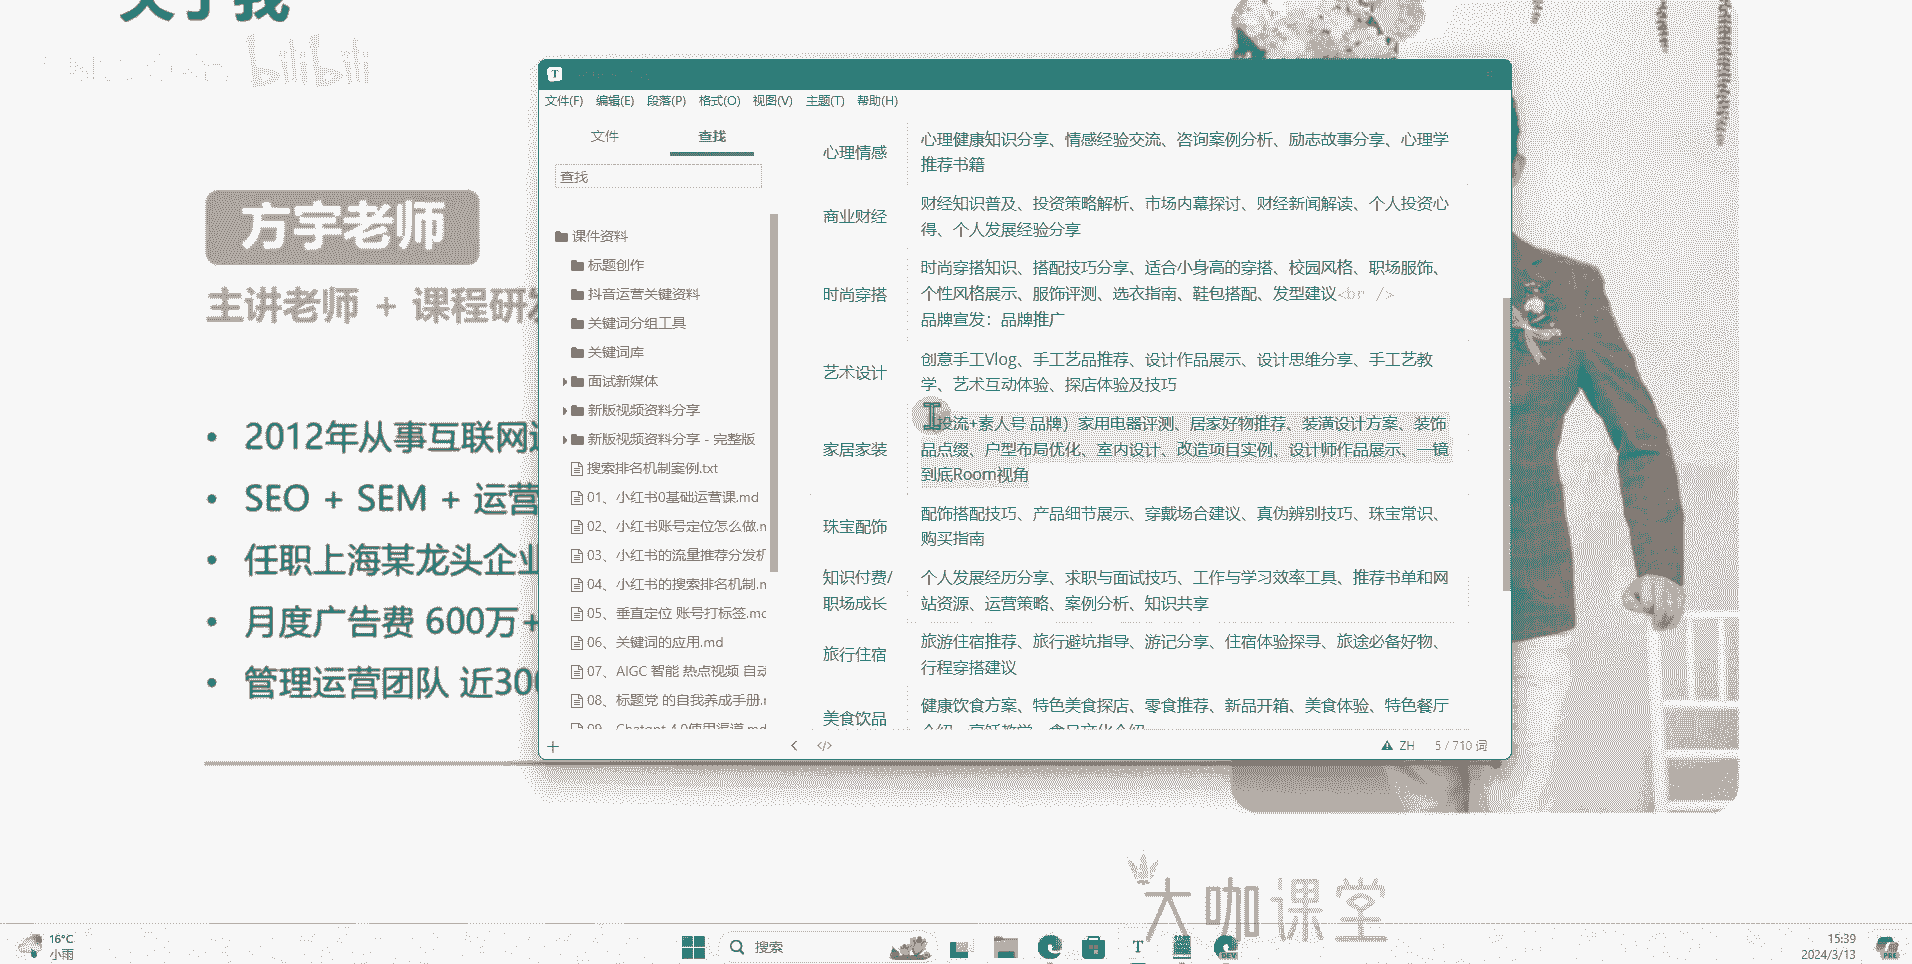 关于我
bilibili
方宇老师
主讲老师 + 课程研发
• 2012年从事互联网运
• SEO + SEM + 运营
• 任职上海某龙头企业
• 月度广告费 600万+
• 管理运营团队 近300
文件(F) 编辑(E) 段落(P) 格式(O) 视图(V) 主题(T) 帮助(H)
文件 查找
查找
课件资料
标题创作
抖音运营关键资料
关键词分组工具
关键词库
面试新媒体
新版视频资料分享
新版视频资料分享 - 完整版
搜索排名机制案例.txt
01、小红书0基础运营课.md
02、小红书账号定位怎么做.m
03、小红书的流量推荐分发机
04、小红书的搜索排名机制.m
05、垂直定位 账号打标签.mc
06、关键词的应用.md
07、AIGC 智能 热点视频 自动
08、标题党 的自我养成手册.r
09、Chatgpt 4.0使用渠道.md
心理情感
心理健康知识分享、情感经验交流、咨询案例分析、励志故事分享、心理学
推荐书籍
商业财经
财经知识普及、投资策略解析、市场内幕探讨、财经新闻解读、个人投资心
得、个人发展经验分享
时尚穿搭
时尚穿搭知识、搭配技巧分享、适合小身高的穿搭、校园风格、职场服饰、
个性风格展示、服饰评测、选衣指南、鞋包搭配、发型建议<br />
品牌宣发：品牌推广
艺术设计
创意手工Vlog、手工艺品推荐、设计作品展示、设计思维分享、手工艺教
学、艺术互动体验、探店体验及技巧
家居家装
投流+素人号 品牌）家用电器评测、居家好物推荐、装潢设计方案、装饰
品点缀、户型布局优化、室内设计、改造项目实例、设计师作品展示、一镜
到底Room视角
珠宝配饰
配饰搭配技巧、产品细节展示、穿戴场合建议、真伪辨别技巧、珠宝常识、
购买指南
知识付费/
职场成长
个人发展经历分享、求职与面试技巧、工作与学习效率工具、推荐书单和网
站资源、运营策略、案例分析、知识共享
旅行住宿
旅游住宿推荐、旅行避坑指导、游记分享、住宿体验探寻、旅途必备好物、
行程穿搭建议
美食饮品
健康饮食方案、特色美食探店、零食推荐、新品开箱、美食体验、特色餐厅
介绍、烹饪教学、食品文化介绍
ZH 5 / 710 词
大咖课堂
16°C
小雨
搜索
15:39
2024/3/13